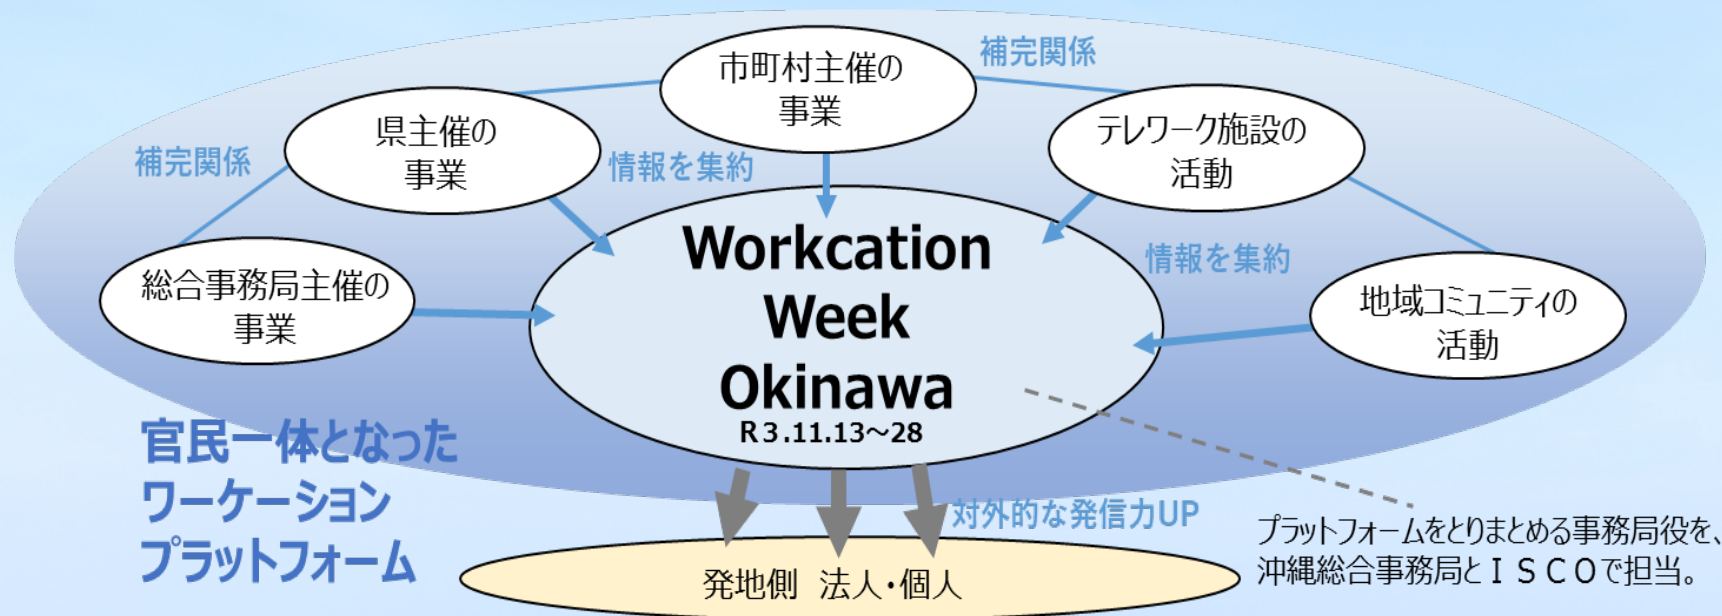 市町村主催の
事業
補完関係
県主催の
事業
テレワーク施設の
活動
補完関係
情報を集約
Workcation
Week
Okinawa
R3.11.13～28
情報を集約
総合事務局主催の
事業
地域コミュニティの
活動
官民一体となった
ワーケーション
プラットフォーム
対外的な発信力UP
プラットフォームをとりまとめる事務局役を、
沖縄総合事務局とＩＳＣＯで担当。
発地側 法人・個人